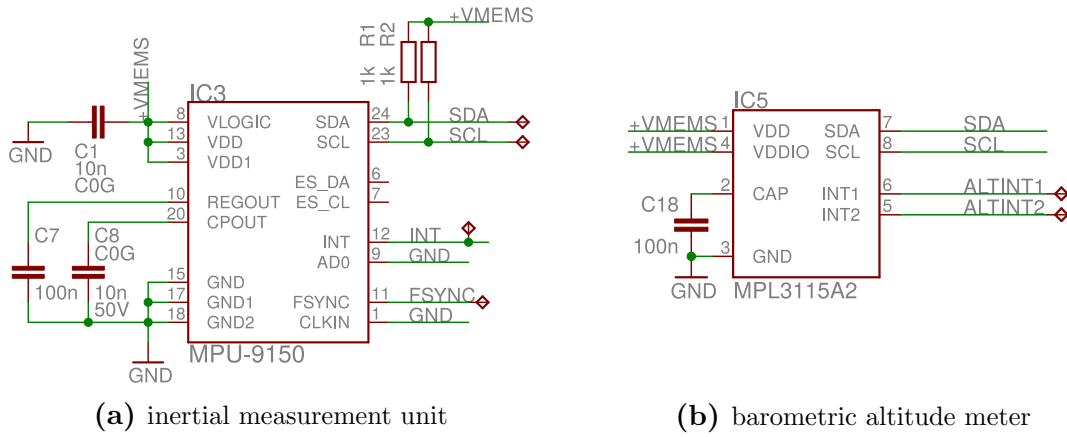 +VMEMS
R1
R2
1k
1k
+VMEMS
IC3
8 VLOGIC SDA 24 SDA
13 VDD SCL 23 SCL
3 VDD1
GND
C1
10n
C0G
ES_DA 6
ES_CL 7
10 REGOUT
20 CPOUT
C7
100n
C8
C0G
10n
50V
INT 12 INT
AD0 9 GND
15 GND
17 GND1 FSYNC 11 FSYNC
18 GND2 CLKIN 1 GND
MPU-9150
GND
(a) inertial measurement unit
IC5
+VMEMS 1 VDD SDA 7 SDA
+VMEMS 4 VDDIO SCL 8 SCL
2 CAP INT1 6 ALTINT1
INT2 5 ALTINT2
C18
100n
3 GND
GND
MPL3115A2
(b) barometric altitude meter